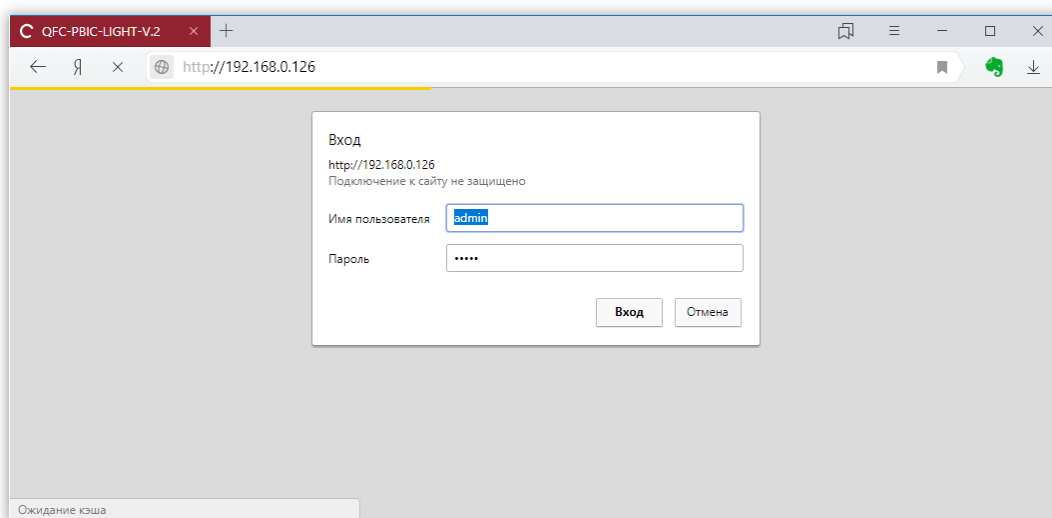 QFC-PBIC-LIGHT-V.2
Я
http://192.168.0.126
Вход
http://192.168.0.126
Подключение к сайту не защищено
Имя пользователя admin
Пароль •••••
Вход Отмена
Ожидание кэша